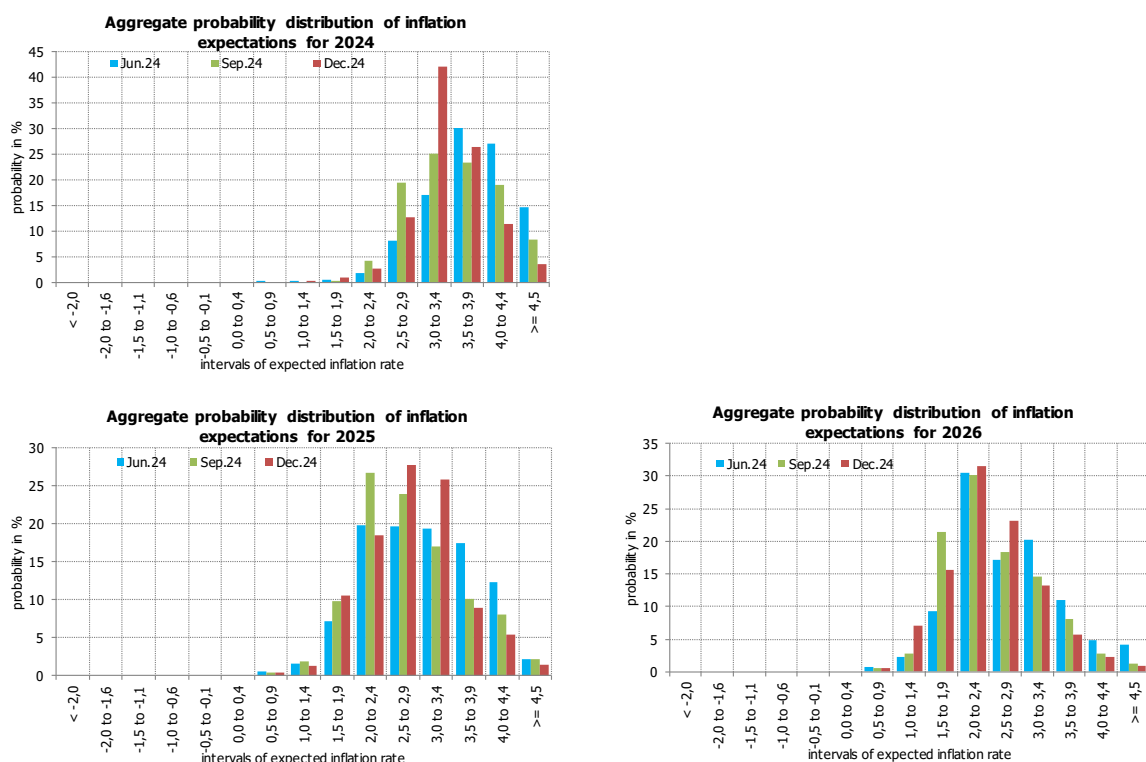 Aggregate probability distribution of inflation
expectations for 2024
Jun.24 Sep.24 Dec.24
45
40
35
30
25
20
15
10
5
0
probability in %
< -2,0
-2,0 to -1,6
-1,5 to -1,1
-1,0 to -0,6
-0,5 to -0,1
0,0 to 0,4
0,5 to 0,9
1,0 to 1,4
1,5 to 1,9
2,0 to 2,4
2,5 to 2,9
3,0 to 3,4
3,5 to 3,9
4,0 to 4,4
>= 4,5
intervals of expected inflation rate
Aggregate probability distribution of inflation
expectations for 2025
Jun.24 Sep.24 Dec.24
30
25
20
15
10
5
0
probability in %
< -2,0
-2,0 to -1,6
-1,5 to -1,1
-1,0 to -0,6
-0,5 to -0,1
0,0 to 0,4
0,5 to 0,9
1,0 to 1,4
1,5 to 1,9
2,0 to 2,4
2,5 to 2,9
3,0 to 3,4
3,5 to 3,9
4,0 to 4,4
>= 4,5
intervals of expected inflation rate
Aggregate probability distribution of inflation
expectations for 2026
Jun.24 Sep.24 Dec.24
35
30
25
20
15
10
5
0
probability in %
< -2,0
-2,0 to -1,6
-1,5 to -1,1
-1,0 to -0,6
-0,5 to -0,1
0,0 to 0,4
0,5 to 0,9
1,0 to 1,4
1,5 to 1,9
2,0 to 2,4
2,5 to 2,9
3,0 to 3,4
3,5 to 3,9
4,0 to 4,4
>= 4,5
intervals of expected inflation rate